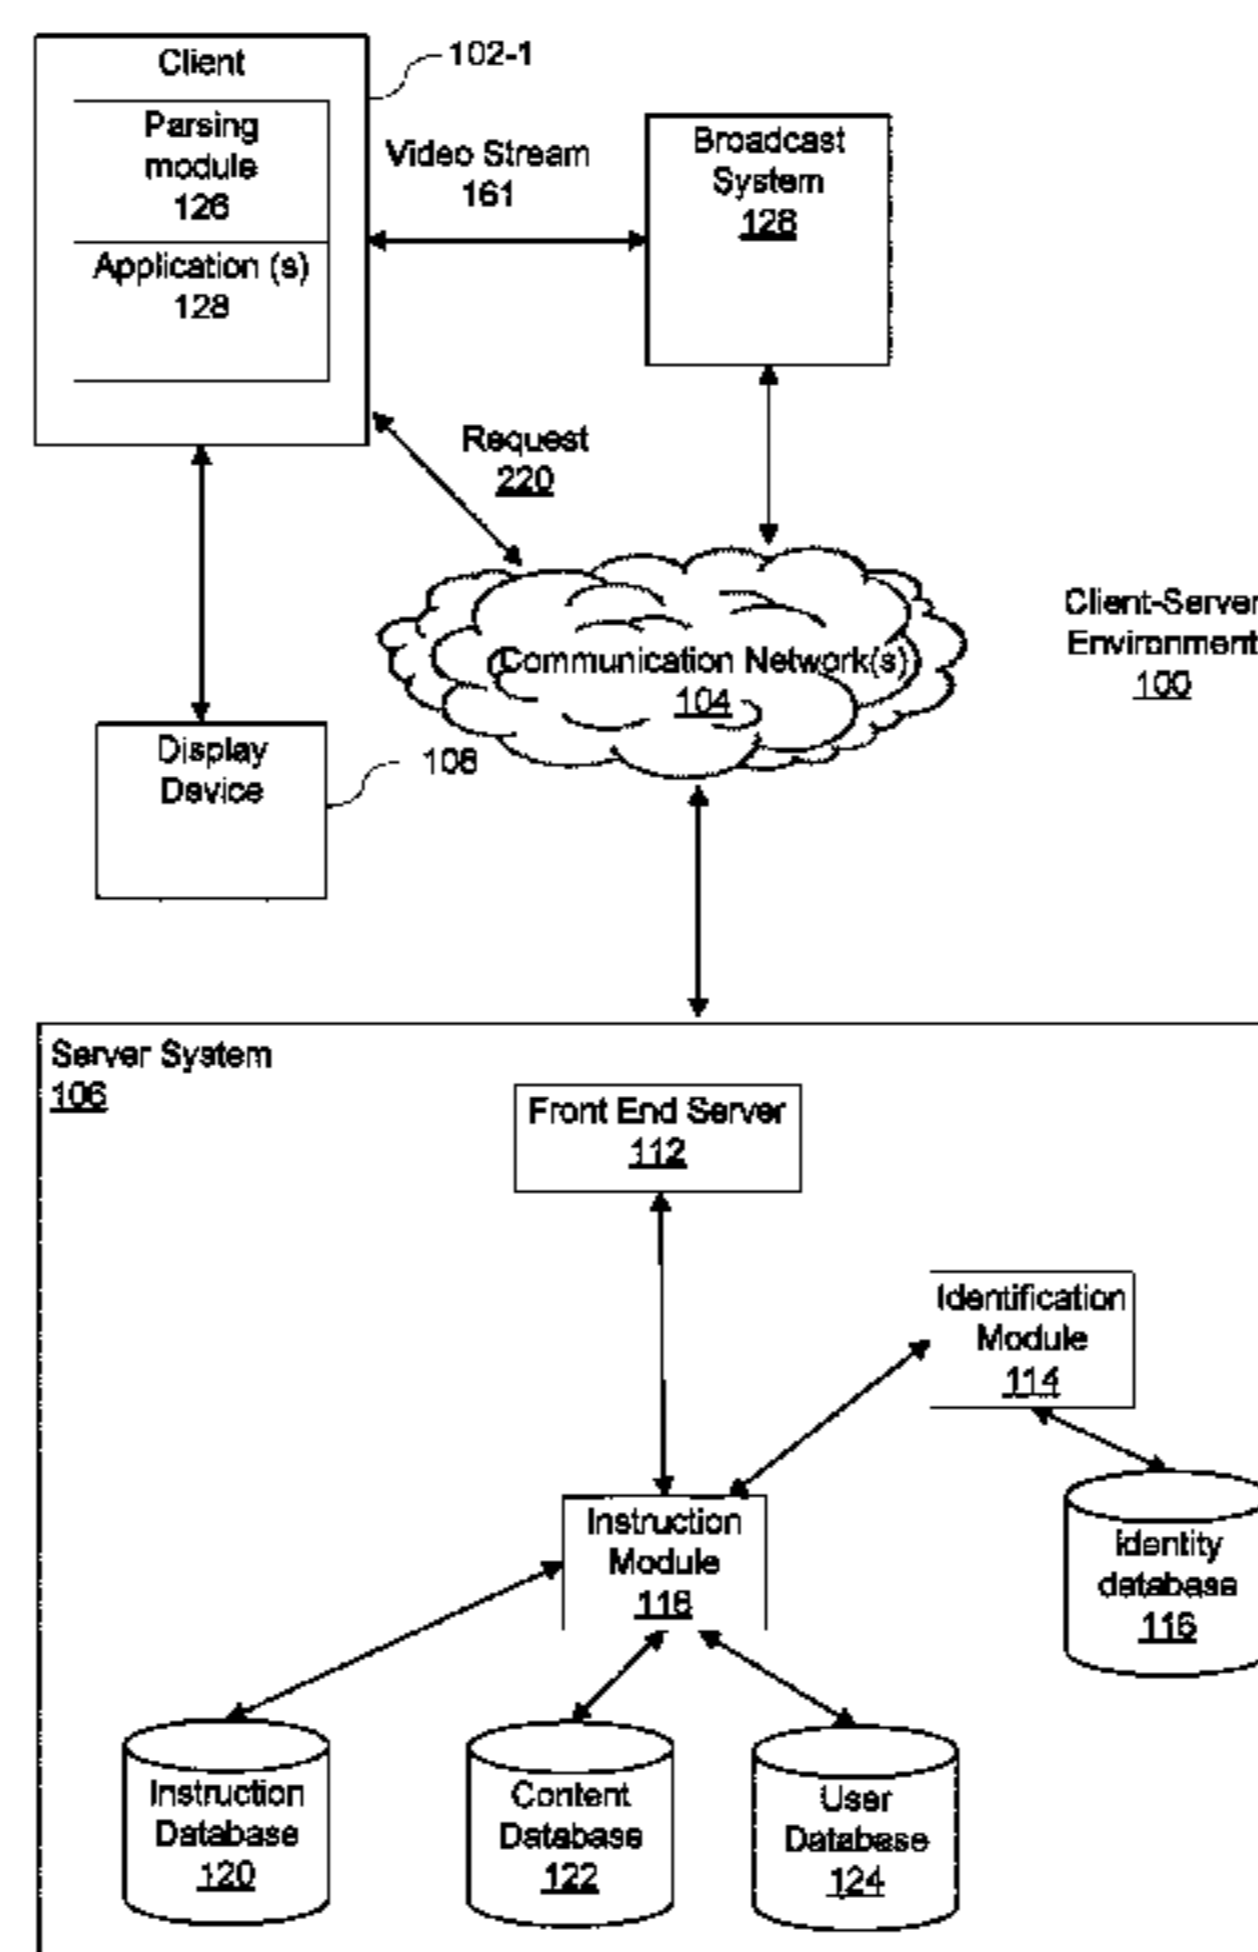 Client
102-1
Parsing
module
126
Application (s)
128
Video Stream
161
Broadcast
System
128
Request
220
Communication Network(s)
104
Client-Server
Environment
100
Display
Device
108
Server System
106
Front End Server
112
Identification
Module
114
Instruction
Module
118
Identity
database
116
Instruction
Database
120
Content
Database
122
User
Database
124